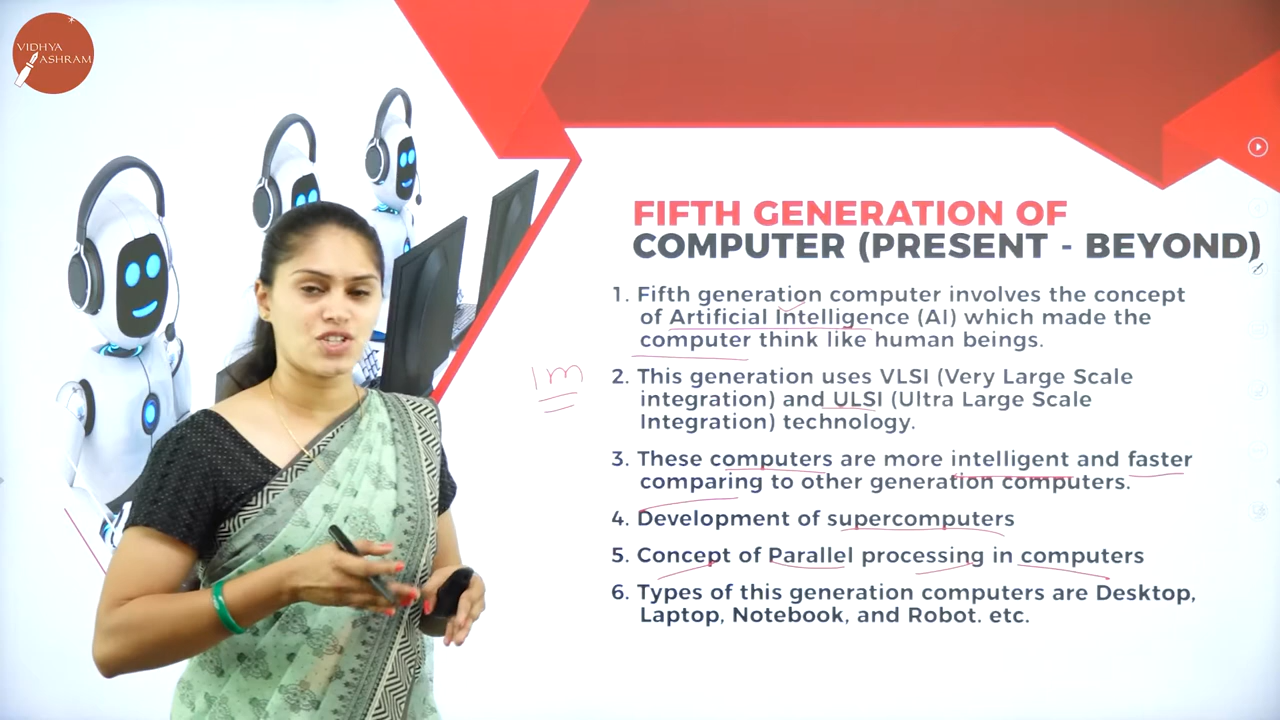 VIDHYA
ASHRAM
FIFTH GENERATION OF
COMPUTER (PRESENT - BEYOND)
1. Fifth generation computer involves the concept
of Artificial Intelligence (AI) which made the
computer think like human beings.
1m
2. This generation uses VLSI (Very Large Scale
integration) and ULSI (Ultra Large Scale
Integration) technology.
3. These computers are more intelligent and faster
comparing to other generation computers.
4. Development of supercomputers
5. Concept of Parallel processing in computers
6. Types of this generation computers are Desktop,
Laptop, Notebook, and Robot. etc.